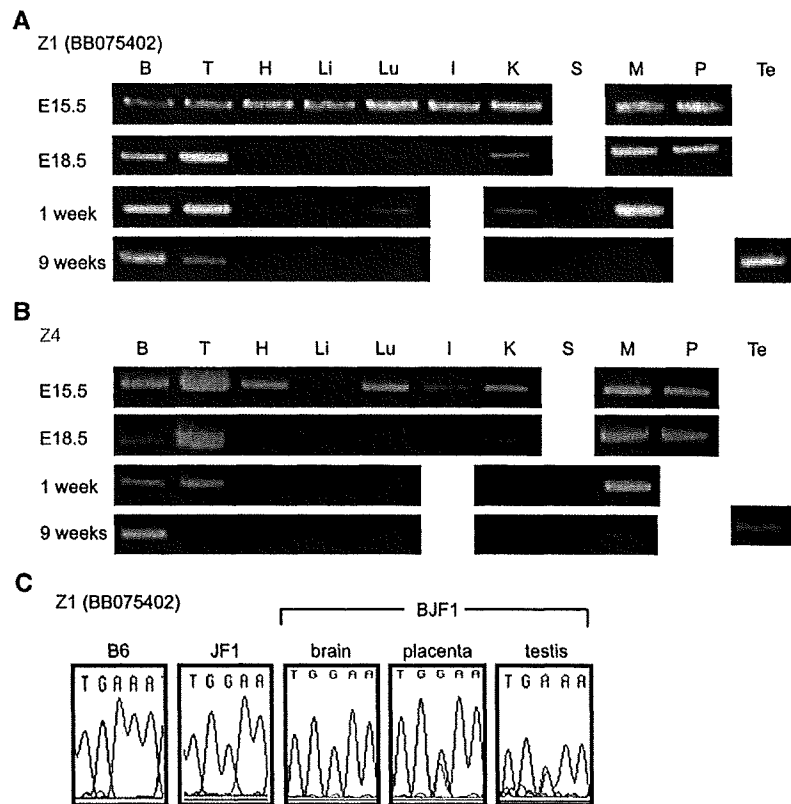 A
Z1 (BB075402)
B T H Li Lu I K S M P Te
E15.5
E18.5
1 week
9 weeks
B
Z4
B T H Li Lu I K S M P Te
E15.5
E18.5
1 week
9 weeks
C
Z1 (BB075402)
BJF1
B6 JF1 brain placenta testis
T G A A A T G G A A T G G A A T G G A A T G A A A